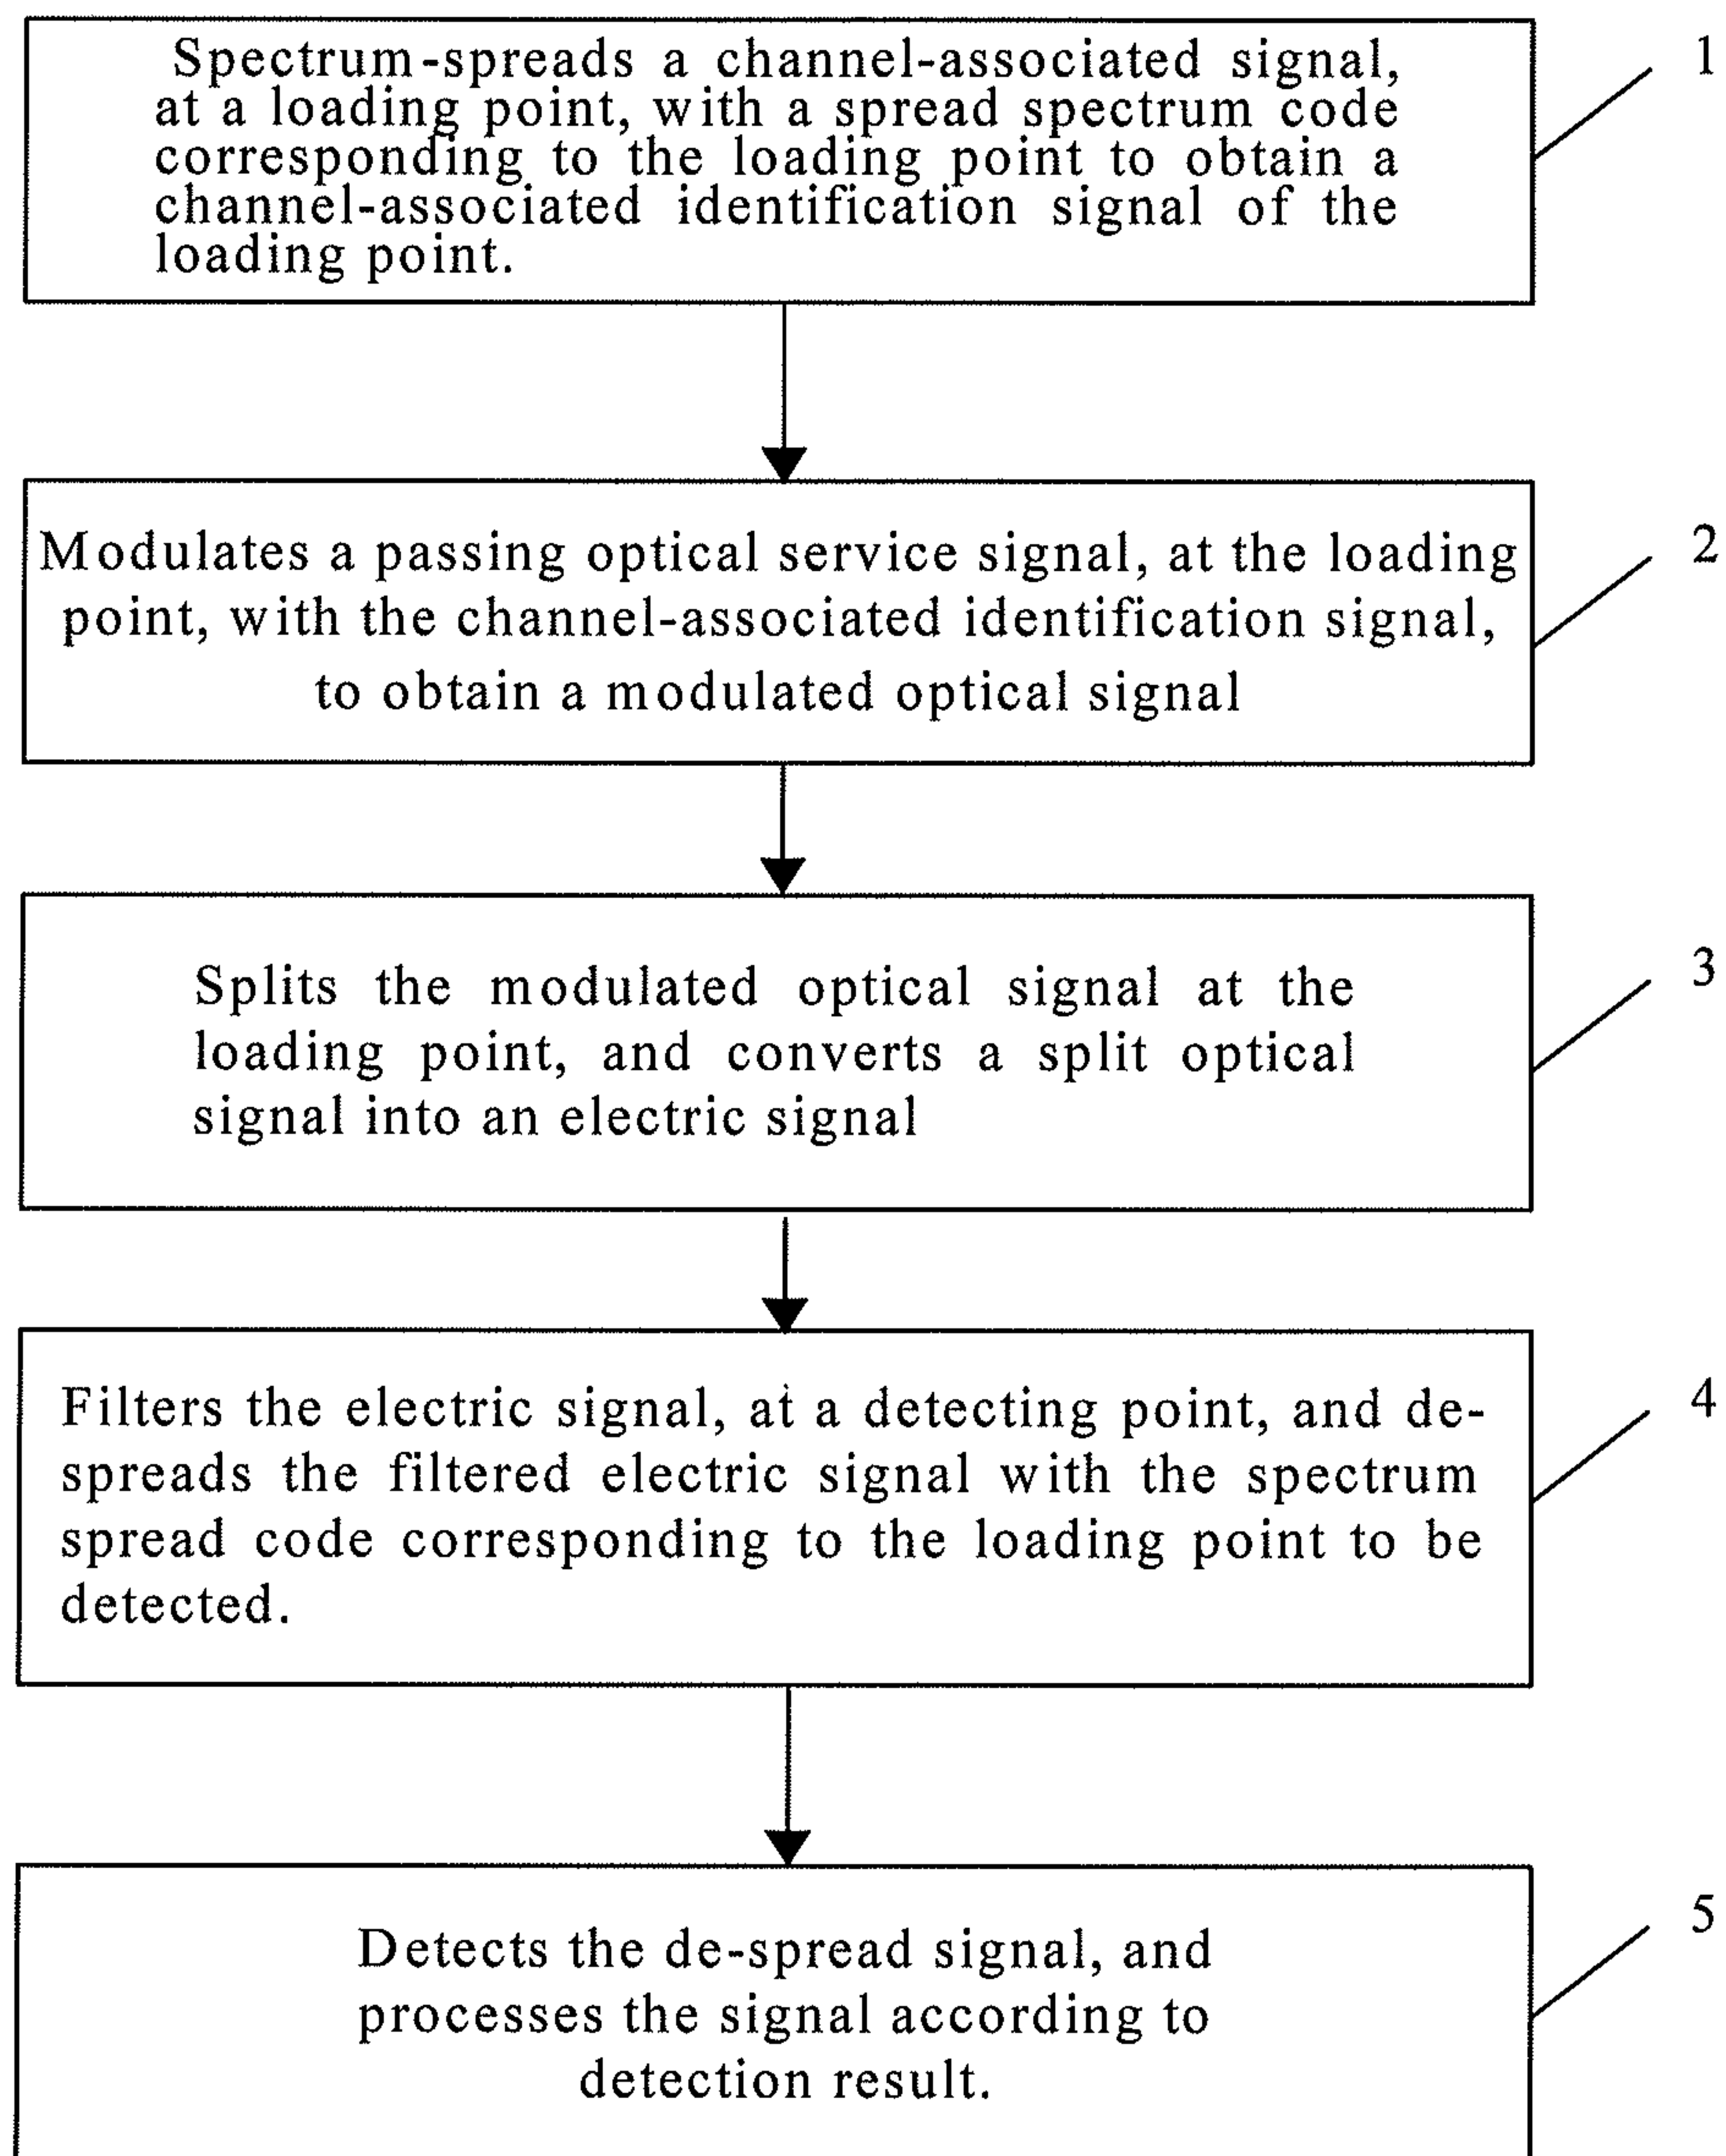 Spectrum-spreads a channel-associated signal,
at a loading point, with a spread spectrum code
corresponding to the loading point to obtain a
channel-associated identification signal of the
loading point.
1
Modulates a passing optical service signal, at the loading
point, with the channel-associated identification signal,
to obtain a modulated optical signal
2
Splits the modulated optical signal at the
loading point, and converts a split optical
signal into an electric signal
3
Filters the electric signal, at a detecting point, and de-
spreads the filtered electric signal with the spectrum
spread code corresponding to the loading point to be
detected.
4
Detects the de-spread signal, and
processes the signal according to
detection result.
5